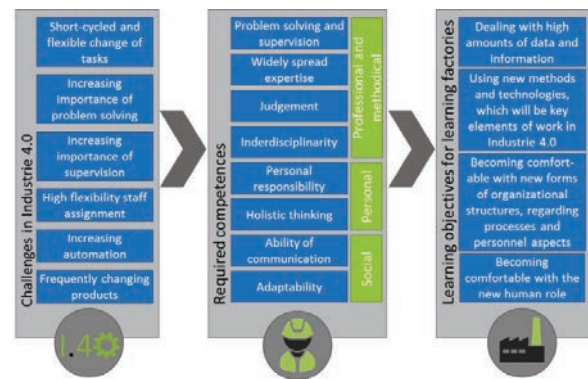 Challenges in Industrie 4.0
Short-cycled and
flexible change of
tasks
Increasing
importance of
problem solving
Increasing
importance of
supervision
High flexibility staff
assignment
Increasing
automation
Frequently changing
products
I.4
Required competences
Problem solving and
supervision
Widely spread
expertise
Judgement
Inderdisciplinarity
Professional and
methodical
Personal
responsibility
Holistic thinking
Personal
Ability of
communication
Adaptability
Social
Learning objectives for learning factories
Dealing with high
amounts of data and
information
Using new methods
and technologies,
which will be key
elements of work in
Industrie 4.0
Becoming comfort-
able with new forms
of organizational
structures, regarding
processes and
personnel aspects
Becoming
comfortable with the
new human role